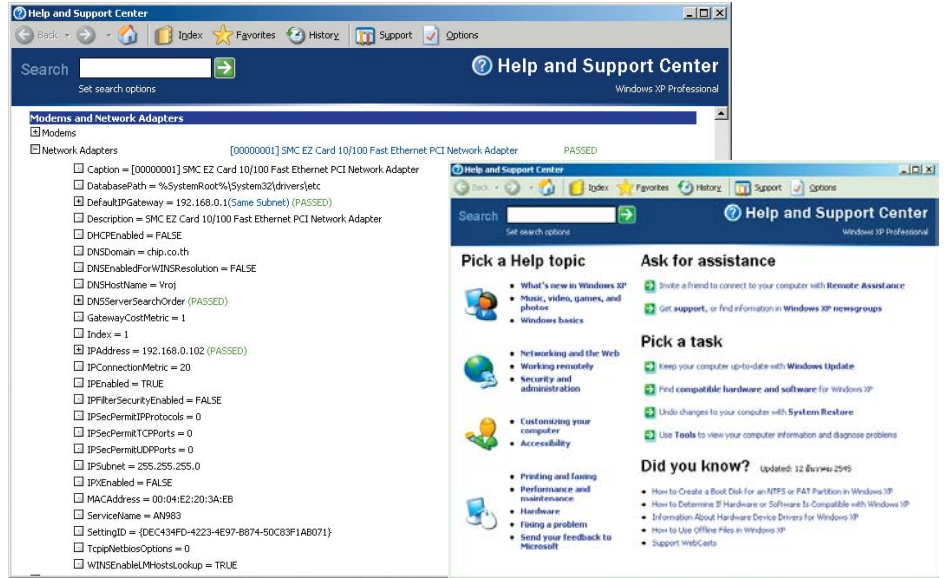 Help and Support Center
Back
Index
Favorites
History
Support
Options
Search
Set search options
Help and Support Center
Windows XP Professional
Modems and Network Adapters
Modems
Network Adapters [00000001] SMC EZ Card 10/100 Fast Ethernet PCI Network Adapter PASSED
Caption = [00000001] SMC EZ Card 10/100 Fast Ethernet PCI Network Adapter
DatabasePath = %SystemRoot%\System32\drivers\etc
DefaultIPGateway = 192.168.0.1(Same Subnet) (PASSED)
Description = SMC EZ Card 10/100 Fast Ethernet PCI Network Adapter
DHCPEnabled = FALSE
DNSDomain = chip.co.th
DNSEnabledForWINSResolution = FALSE
DNSHostName = Vroj
DNSServerSearchOrder (PASSED)
GatewayCostMetric = 1
Index = 1
IPAddress = 192.168.0.102 (PASSED)
IPConnectionMetric = 20
IPEnabled = TRUE
IPFilterSecurityEnabled = FALSE
IPSecPermitIPProtocols = 0
IPSecPermitTCPPorts = 0
IPSecPermitUDPPorts = 0
IPSubnet = 255.255.255.0
IPXEnabled = FALSE
MACAddress = 00:04:E2:20:3A:EB
ServiceName = AN983
SettingID = {DEC434FD-4223-4E97-B874-50C83F1AB071}
TcpipNetbiosOptions = 0
WINSEnableLMHostsLookup = TRUE
Help and Support Center
Back
Index
Favorites
History
Support
Options
Search
Set search options
Help and Support Center
Windows XP Professional
Pick a Help topic
What's new in Windows XP
Music, video, games, and
photos
Windows basics
Networking and the Web
Working remotely
Security and
administration
Customizing your
computer
Accessibility
Printing and faxing
Performance and
maintenance
Hardware
Fixing a problem
Send your feedback to
Microsoft
Ask for assistance
Invite a friend to connect to your computer with Remote Assistance
Get support, or find information in Windows XP newsgroups
Pick a task
Keep your computer up-to-date with Windows Update
Find compatible hardware and software for Windows XP
Undo changes to your computer with System Restore
Use Tools to view your computer information and diagnose problems
Did you know? Updated: 12 ธันวาคม 2545
How to Create a Boot Disk for an NTFS or FAT Partition in Windows XP
How to Determine If Hardware or Software Is Compatible with Windows XP
Information About Hardware Device Drivers for Windows XP
How to Use Offline Files in Windows XP
Support WebCasts